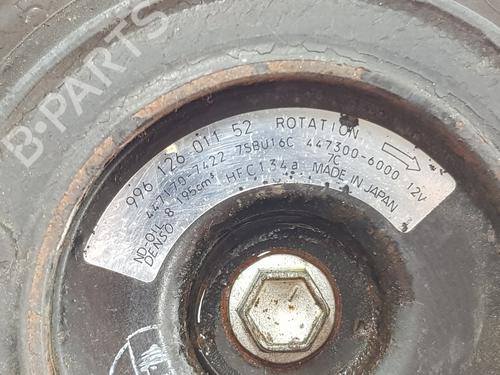 B-PARTS
996 126 011 52 ROTATION
447170-7422 7SBU16C 447300-6000 12V
NO.OIL 8 195cm³ HFC134a 7C
DENSO MADE IN JAPAN